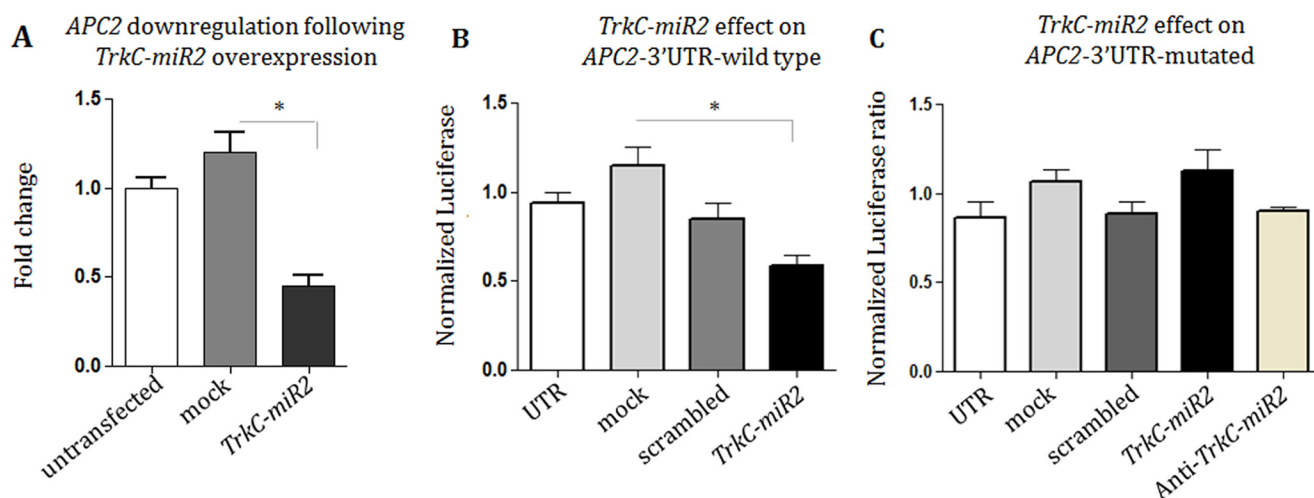 A
APC2 downregulation following
TrkC-miR2 overexpression
Fold change
1.5
1.0
0.5
0.0
*
untransfected
mock
TrkC-miR2
B
TrkC-miR2 effect on
APC2-3'UTR-wild type
Normalized Luciferase
1.5
1.0
0.5
0.0
*
UTR
mock
scrambled
TrkC-miR2
C
TrkC-miR2 effect on
APC2-3'UTR-mutated
Normalized Luciferase ratio
1.5
1.0
0.5
0.0
UTR
mock
scrambled
TrkC-miR2
Anti-TrkC-miR2